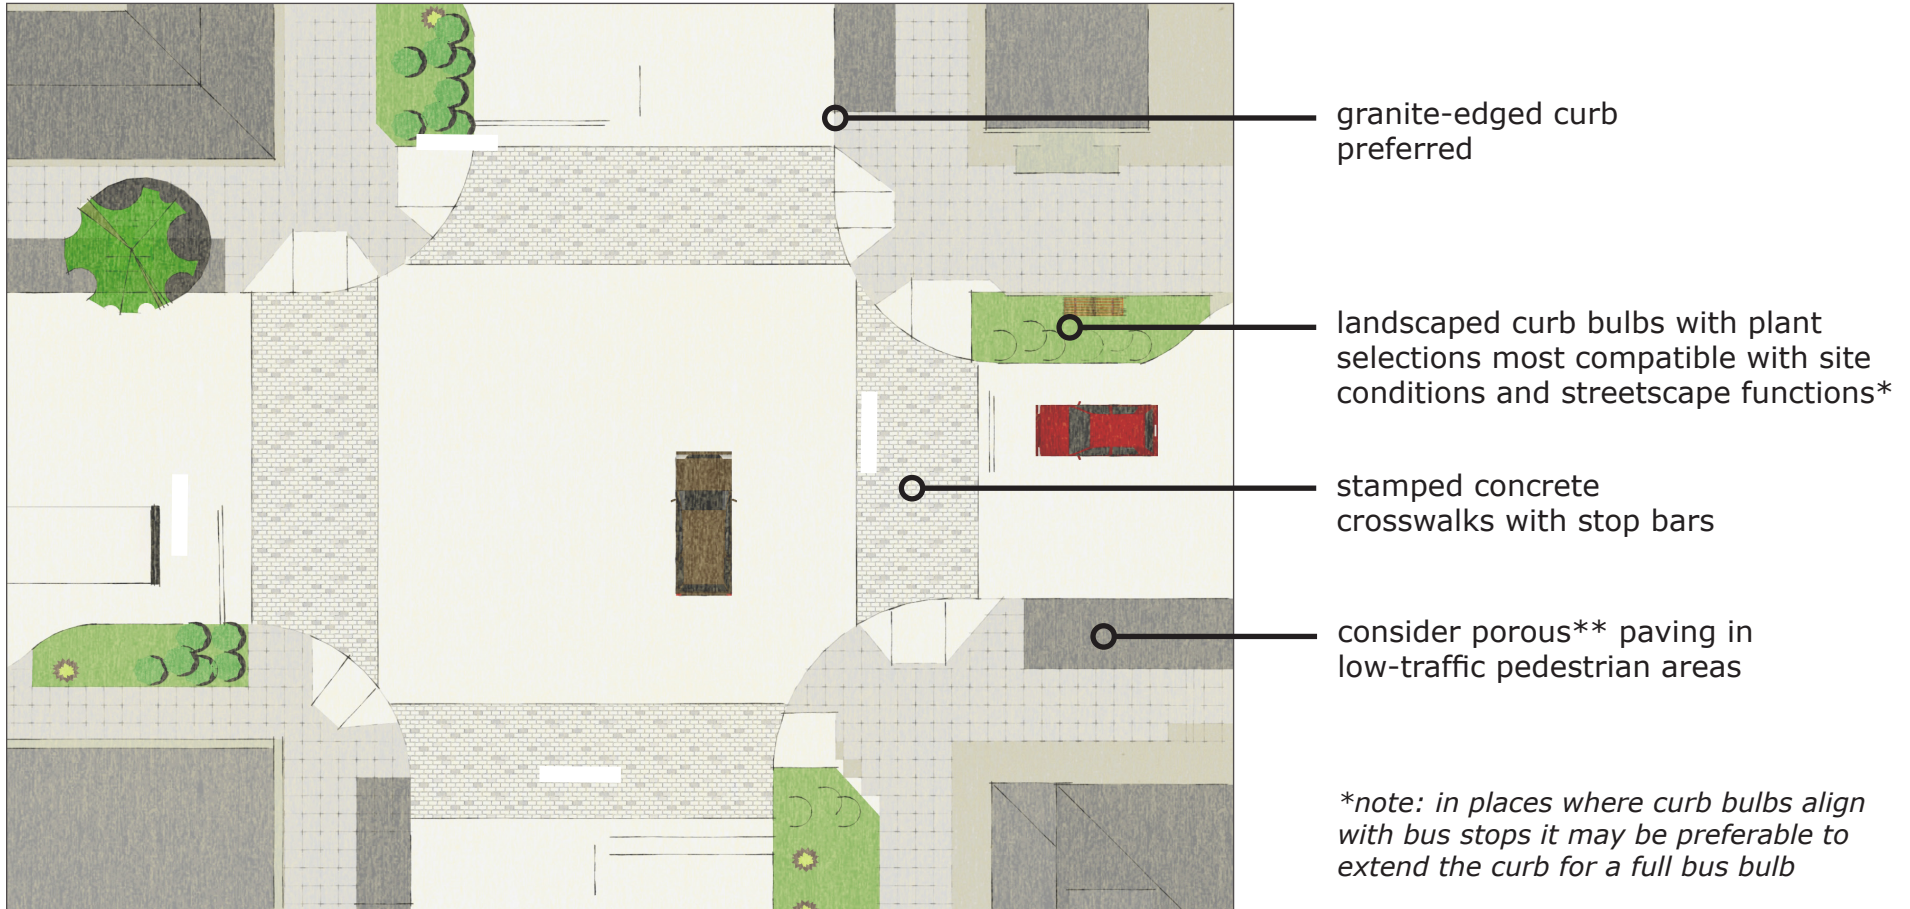 granite-edged curb
preferred
landscaped curb bulbs with plant
selections most compatible with site
conditions and streetscape functions*
stamped concrete
crosswalks with stop bars
consider porous** paving in
low-traffic pedestrian areas
*note: in places where curb bulbs align
with bus stops it may be preferable to
extend the curb for a full bus bulb